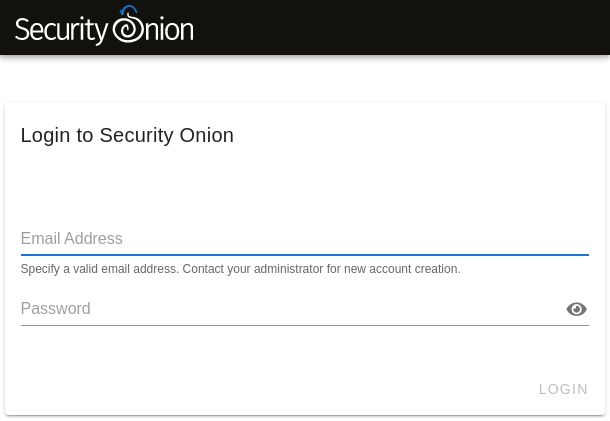 Security Onion
Login to Security Onion
Email Address
Specify a valid email address. Contact your administrator for new account creation.
Password
LOGIN